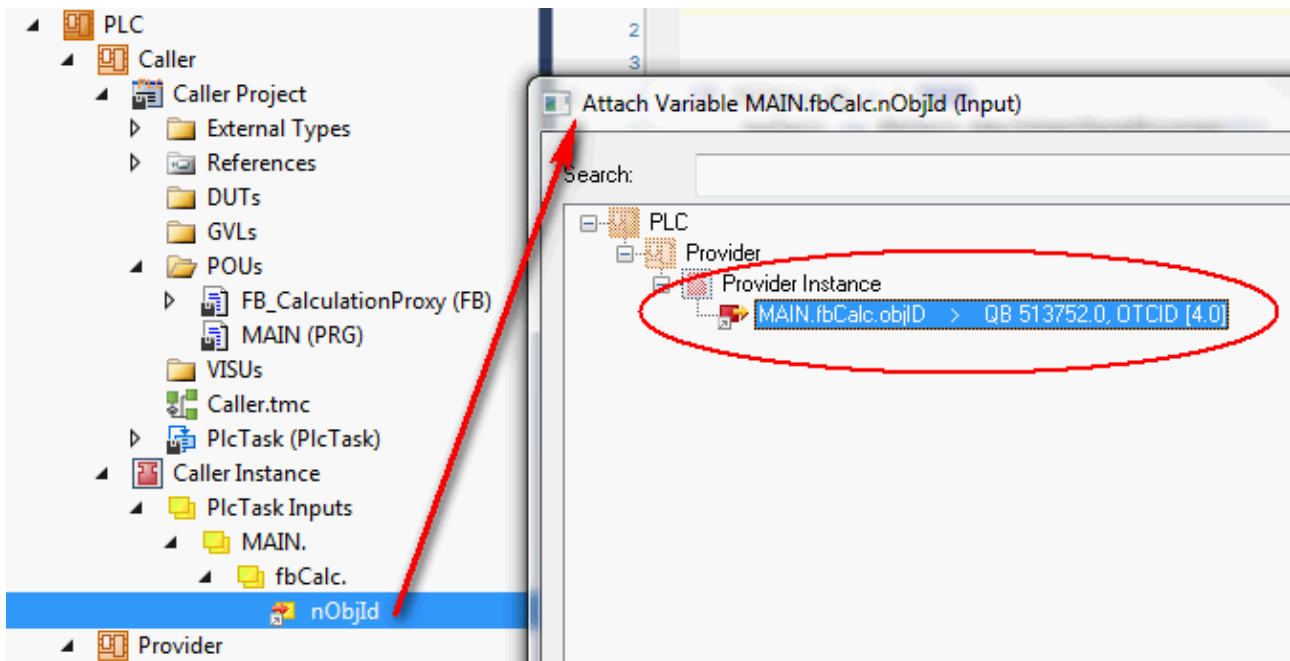 PLC
Caller
Caller Project
External Types
References
DUTs
GVLs
POUs
FB_CalculationProxy (FB)
MAIN (PRG)
VISUs
Caller.tmc
PlcTask (PlcTask)
Caller Instance
PlcTask Inputs
MAIN.
fbCalc.
nObjId
Provider
2
3
Attach Variable MAIN.fbCalc.nObjId (Input)
Search:
PLC
Provider
Provider Instance
MAIN.fbCalc.objID > QB 513752.0, OTCID [4.0]